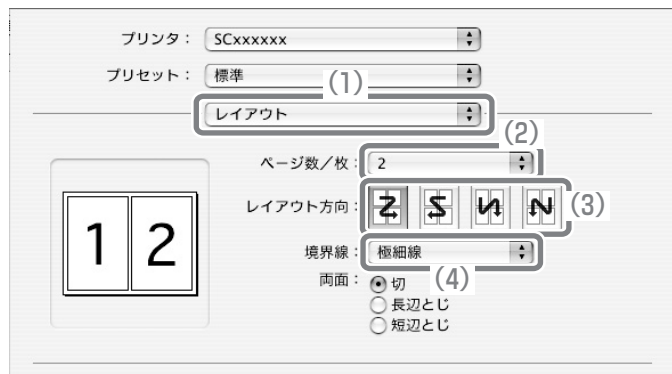 プリンタ： SCxxxxxx
プリセット： 標準
(1)
レイアウト
(2)
ページ数／枚： 2
レイアウト方向： (3)
境界線： 極細線
(4)
両面： 切
長辺とじ
短辺とじ
1 2